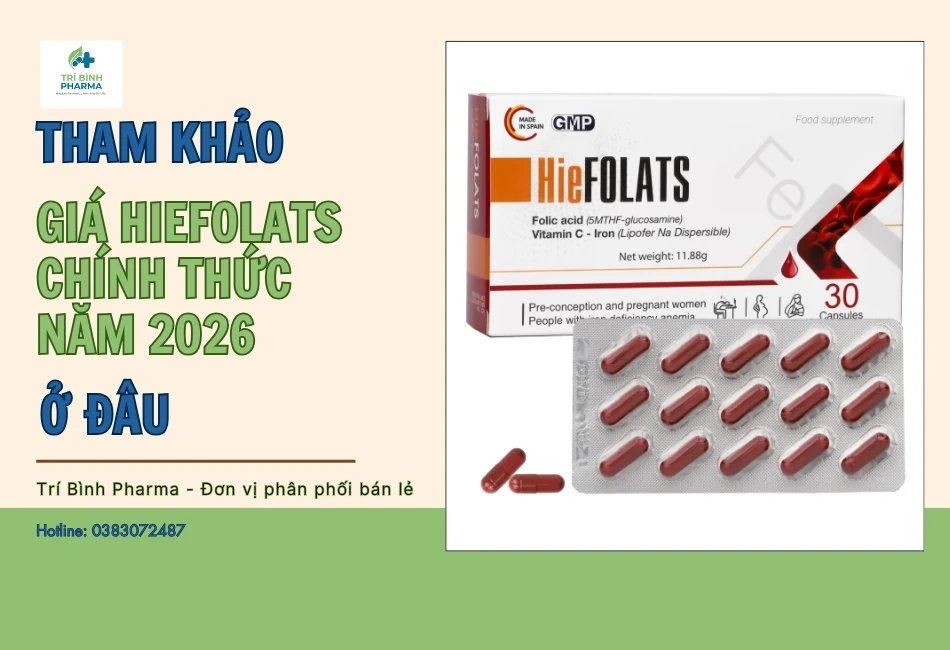 TRÍ BÌNH
PHARMA
THAM KHẢO
GIÁ HIEFOLATS
CHÍNH THỨC
NĂM 2026
Ở ĐÂU
Trí Bình Pharma - Đơn vị phân phối bán lẻ
Hotline: 0383072487
MADE
IN SPAIN
GMP
Food supplement
HieFOLATS
HieFOLATS
Folic acid (5MTHF-glucosamine)
Vitamin C - Iron (Lipofer Na Dispersible)
Net weight: 11.88g
Fe
Pre-conception and pregnant women
People with iron deficiency anemia
30
Capsules